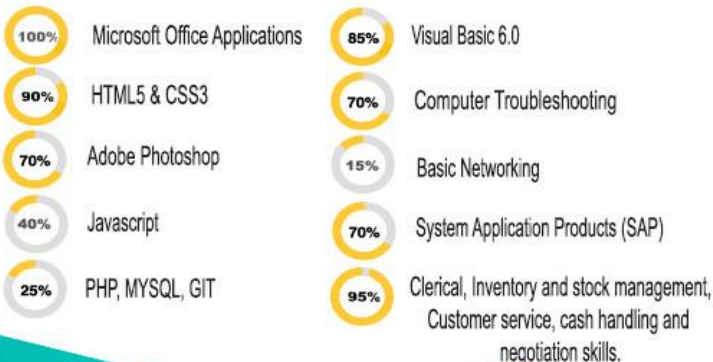 100% Microsoft Office Applications
90% HTML5 & CSS3
70% Adobe Photoshop
40% Javascript
25% PHP, MYSQL, GIT
85% Visual Basic 6.0
70% Computer Troubleshooting
15% Basic Networking
70% System Application Products (SAP)
95% Clerical, Inventory and stock management,
Customer service, cash handling and
negotiation skills.